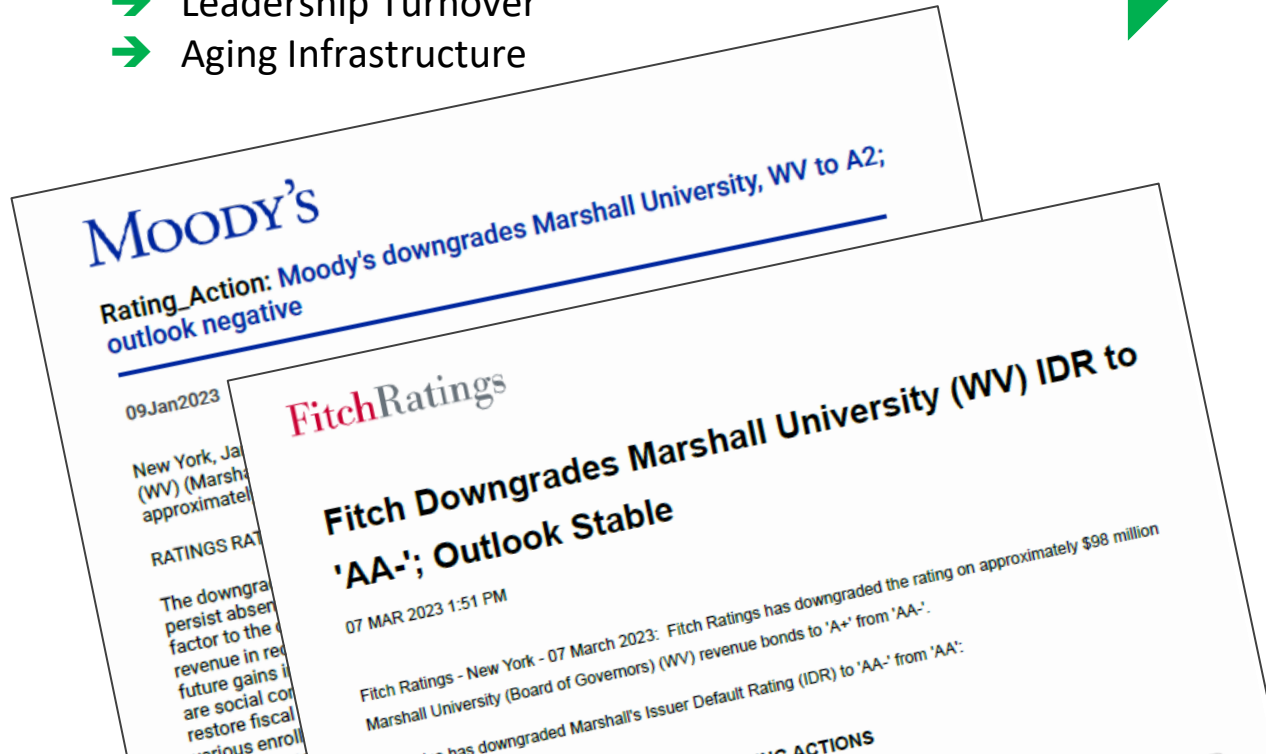 Leadership Turnover
Aging Infrastructure
MOODY'S
Rating_Action: Moody's downgrades Marshall University, WV to A2;
outlook negative
09Jan2023
New York,
(WV)
RATINGS
The
persist
factor to the
revenue in
future gains
are social
restore fiscal
FitchRatings
Fitch Downgrades Marshall University (WV) IDR to
'AA-'; Outlook Stable
07 MAR 2023 1:51 PM
Fitch Ratings - New York - 07 March 2023: Fitch Ratings has downgraded the rating on approximately $98 million
Marshall University (Board of Governors) (WV) revenue bonds to 'A+' from 'AA-'.
has downgraded Marshall's Issuer Default Rating (IDR) to 'AA-' from 'AA':
ACTIONS